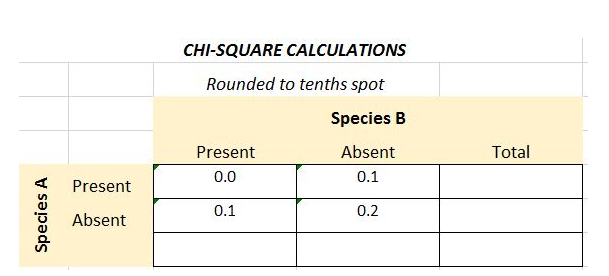 CHI-SQUARE CALCULATIONS
Rounded to tenths spot
Species B
Present Absent Total
Species A
Present 0.0 0.1
Absent 0.1 0.2